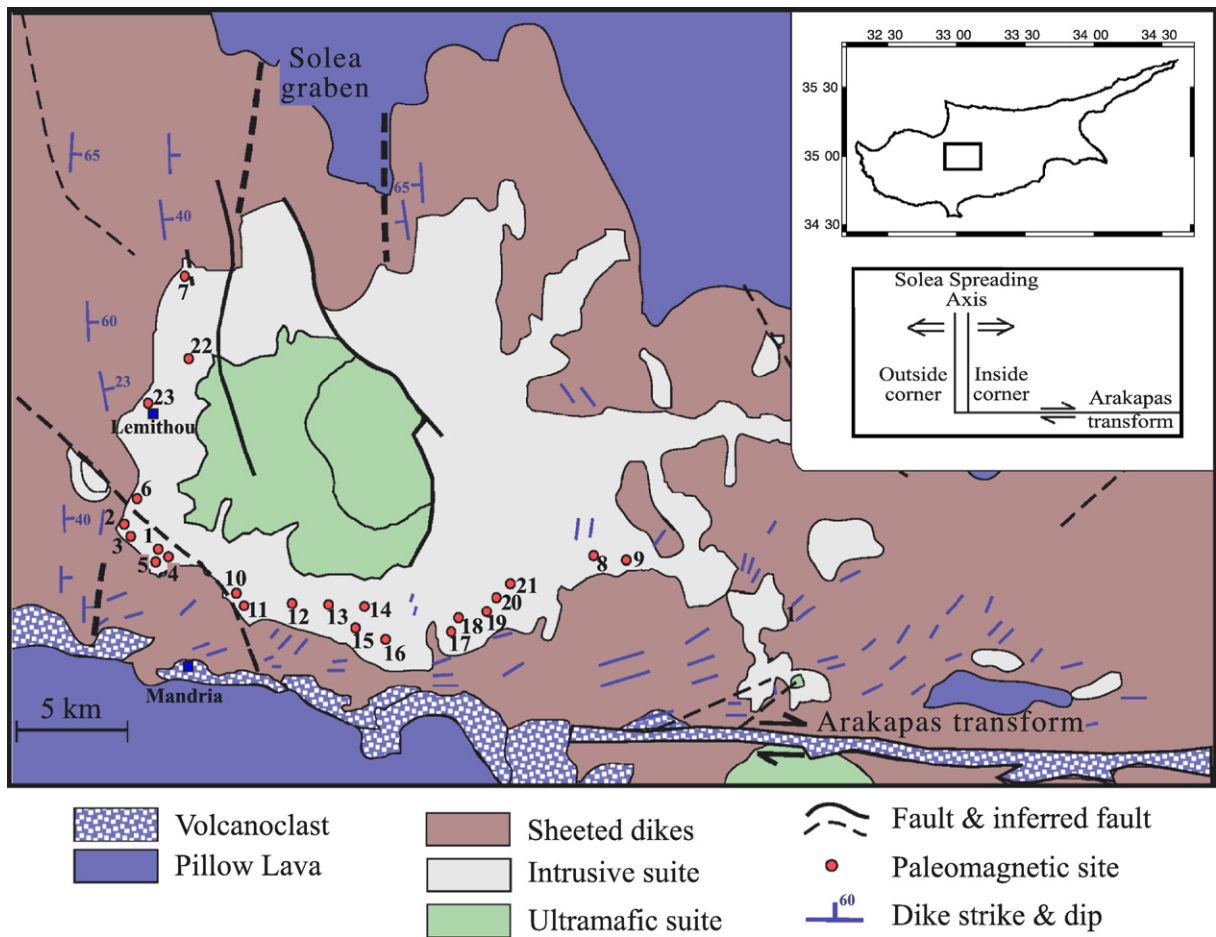 Solea
graben
65
40
65
7
60
22
23
23
Lemithou
6
2
40
3
1
5
4
10
11
12
13
14
15
16
17
18
19
20
21
8
9
1
Mandria
5 km
Arakapas transform
32 30
33 00
33 30
34 00
34 30
35 30
35 00
34 30
Solea Spreading
Axis
Outside
corner
Inside
corner
Arakapas
transform
Volcanoclast
Pillow Lava
Sheeted dikes
Intrusive suite
Ultramafic suite
Fault & inferred fault
Paleomagnetic site
60
Dike strike & dip